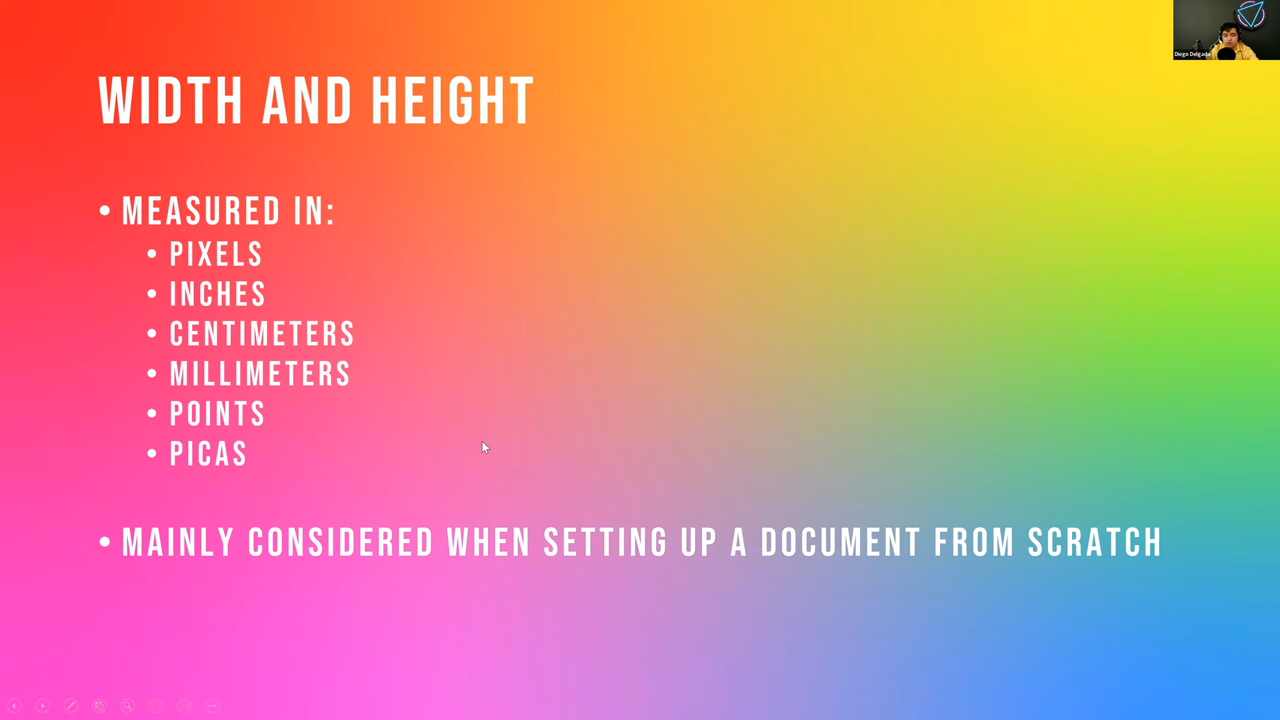 WIDTH AND HEIGHT
• MEASURED IN:
• PIXELS
• INCHES
• CENTIMETERS
• MILLIMETERS
• POINTS
• PICAS
• MAINLY CONSIDERED WHEN SETTING UP A DOCUMENT FROM SCRATCH
Diego Delgado